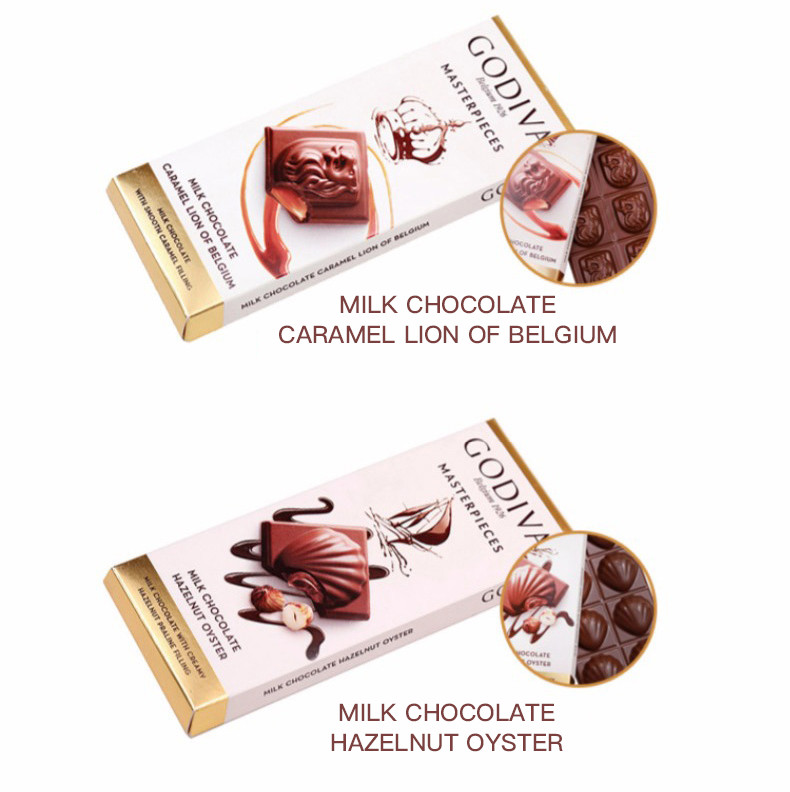 GODIVA
Belgium 1926
MASTERPIECES
MILK CHOCOLATE
CARAMEL LION OF BELGIUM
MILK CHOCOLATE
WITH SMOOTH CARAMEL FILLING
MILK CHOCOLATE CARAMEL LION OF BELGIUM
GO
HOCOLATE
OF BELGIUM
MILK CHOCOLATE
CARAMEL LION OF BELGIUM
GODIVA
Belgium 1926
MASTERPIECES
MILK CHOCOLATE
HAZELNUT OYSTER
MILK CHOCOLATE WITH CREAMY
HAZELNUT PRALINE FILLING
MILK CHOCOLATE HAZELNUT OYSTER
GO
HOCOLATE
OYSTER
MILK CHOCOLATE
HAZELNUT OYSTER